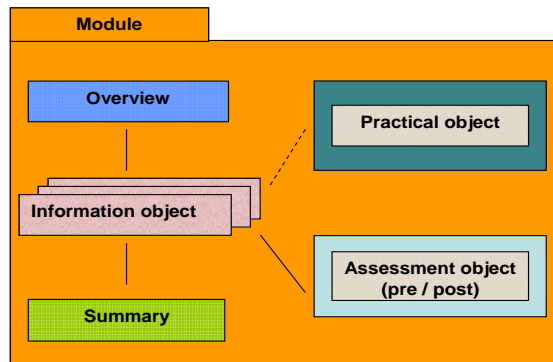 Module
Overview
Practical object
Information object
Assessment object
(pre / post)
Summary